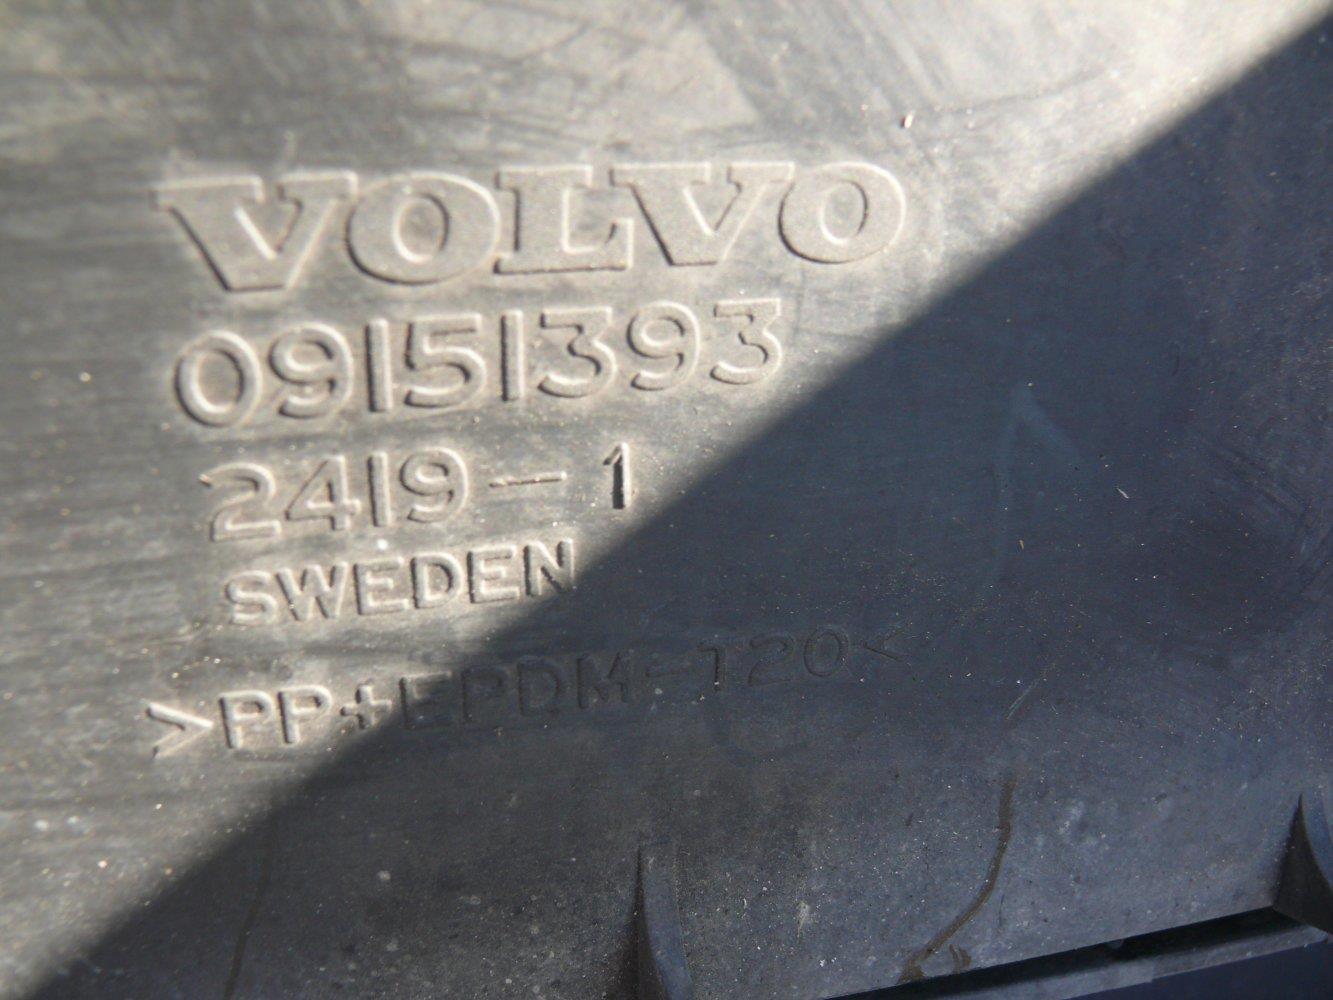 VOLVO
09151393
2419-1
SWEDEN
>PP+EPDM-T20<